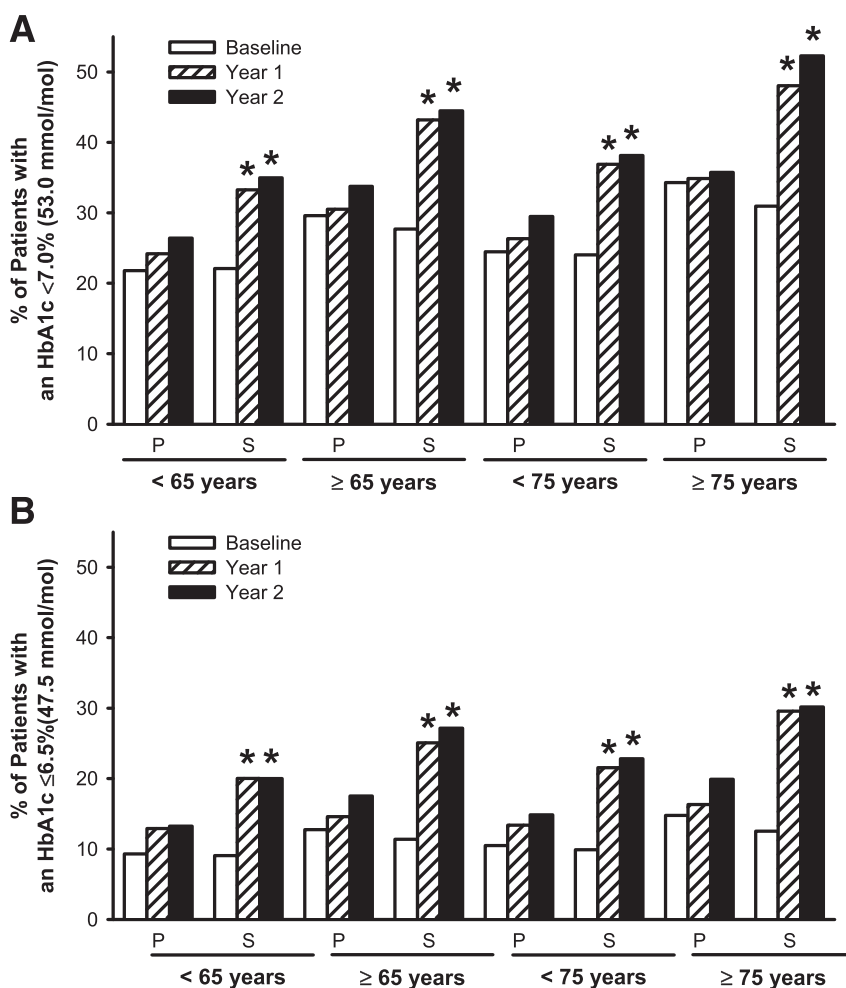 A
Baseline
Year 1
Year 2
% of Patients with
an HbA1c <7.0% (53.0 mmol/mol)
50
40
30
20
10
0
* * * * * * * *
P S P S P S P S
< 65 years ≥ 65 years < 75 years ≥ 75 years
B
Baseline
Year 1
Year 2
% of Patients with
an HbA1c ≤6.5%(47.5 mmol/mol)
50
40
30
20
10
0
* * * * * * * *
P S P S P S P S
< 65 years ≥ 65 years < 75 years ≥ 75 years